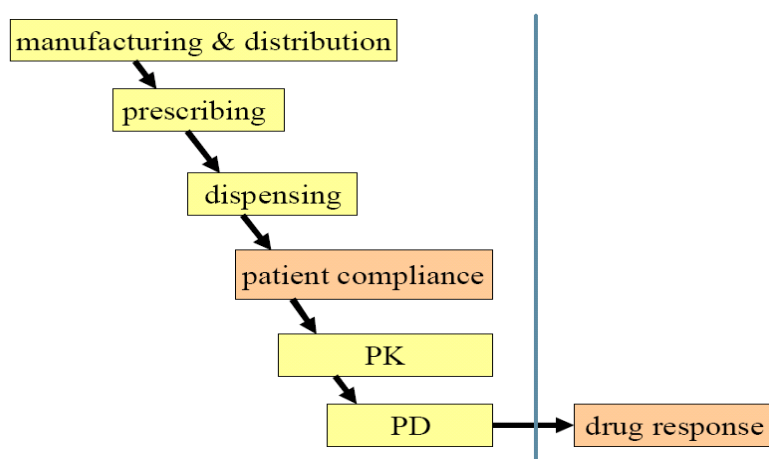 manufacturing & distribution
prescribing
dispensing
patient compliance
PK
PD
drug response